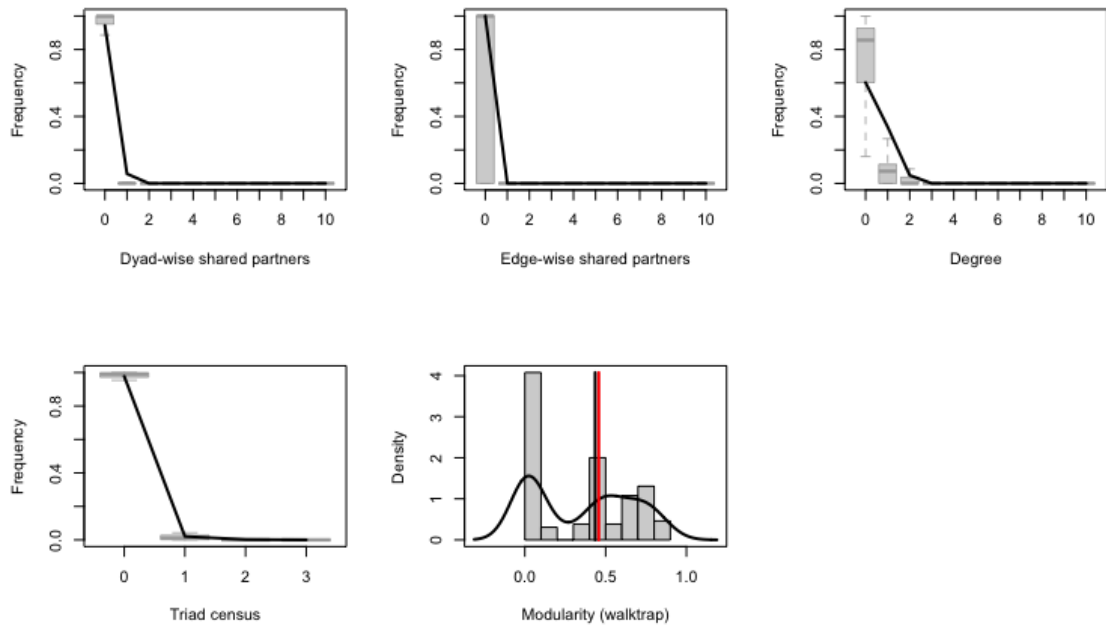 Frequency
0.8
0.4
0.0
0 2 4 6 8 10
Dyad-wise shared partners
Frequency
0.8
0.4
0.0
0 2 4 6 8 10
Edge-wise shared partners
Frequency
0.8
0.4
0.0
0 2 4 6 8 10
Degree
Frequency
0.8
0.4
0.0
0 1 2 3
Triad census
Density
4
3
2
1
0
0.0 0.5 1.0
Modularity (walktrap)